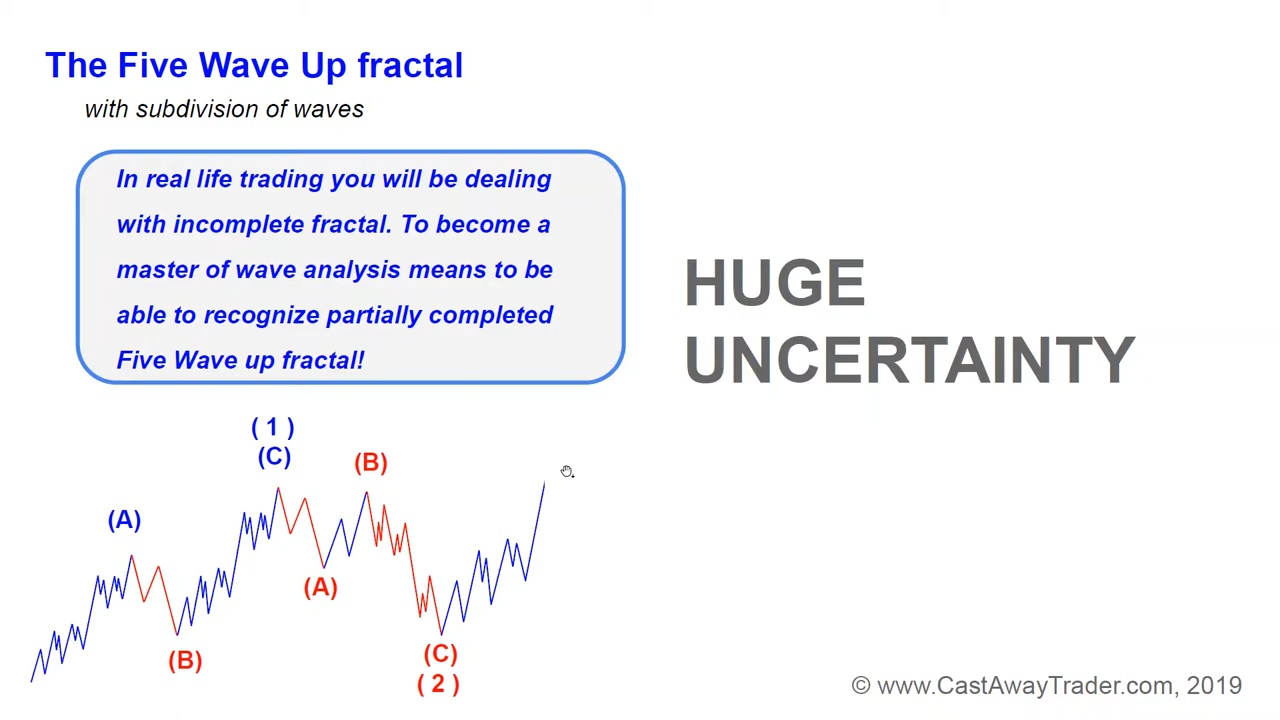 The Five Wave Up fractal
with subdivision of waves
In real life trading you will be dealing
with incomplete fractal. To become a
master of wave analysis means to be
able to recognize partially completed
Five Wave up fractal!
HUGE
UNCERTAINTY
( 1 )
(C)
(B)
(A)
(A)
(B)
(C)
( 2 )
© www.CastAwayTrader.com, 2019